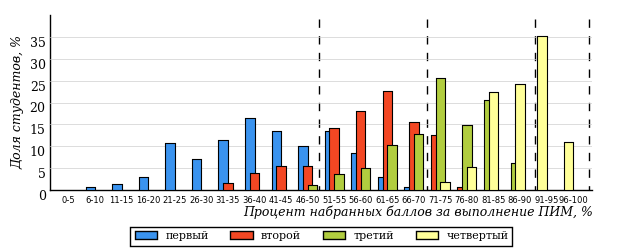 Доля студентов, %
35
30
25
20
15
10
5
0
0-5 6-10 11-15 16-20 21-25 26-30 31-35 36-40 41-45 46-50 51-55 56-60 61-65 66-70 71-75 76-80 81-85 86-90 91-95 96-100
Процент набранных баллов за выполнение ПИМ, %
первый второй третий четвертый